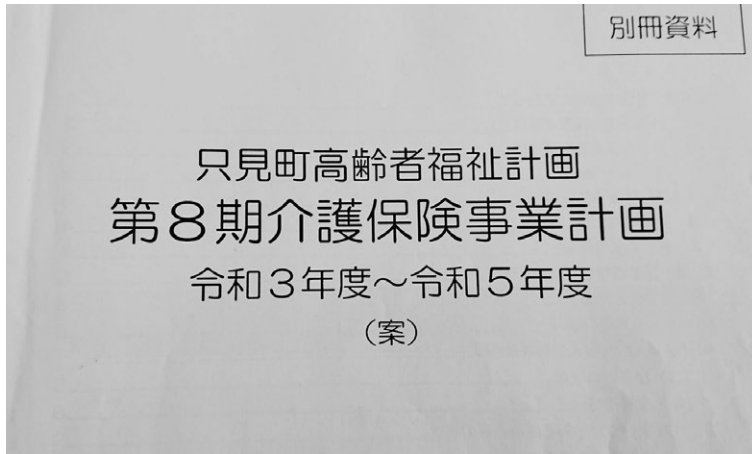 別冊資料
只見町高齢者福祉計画
第8期介護保険事業計画
令和3年度～令和5年度
（案）